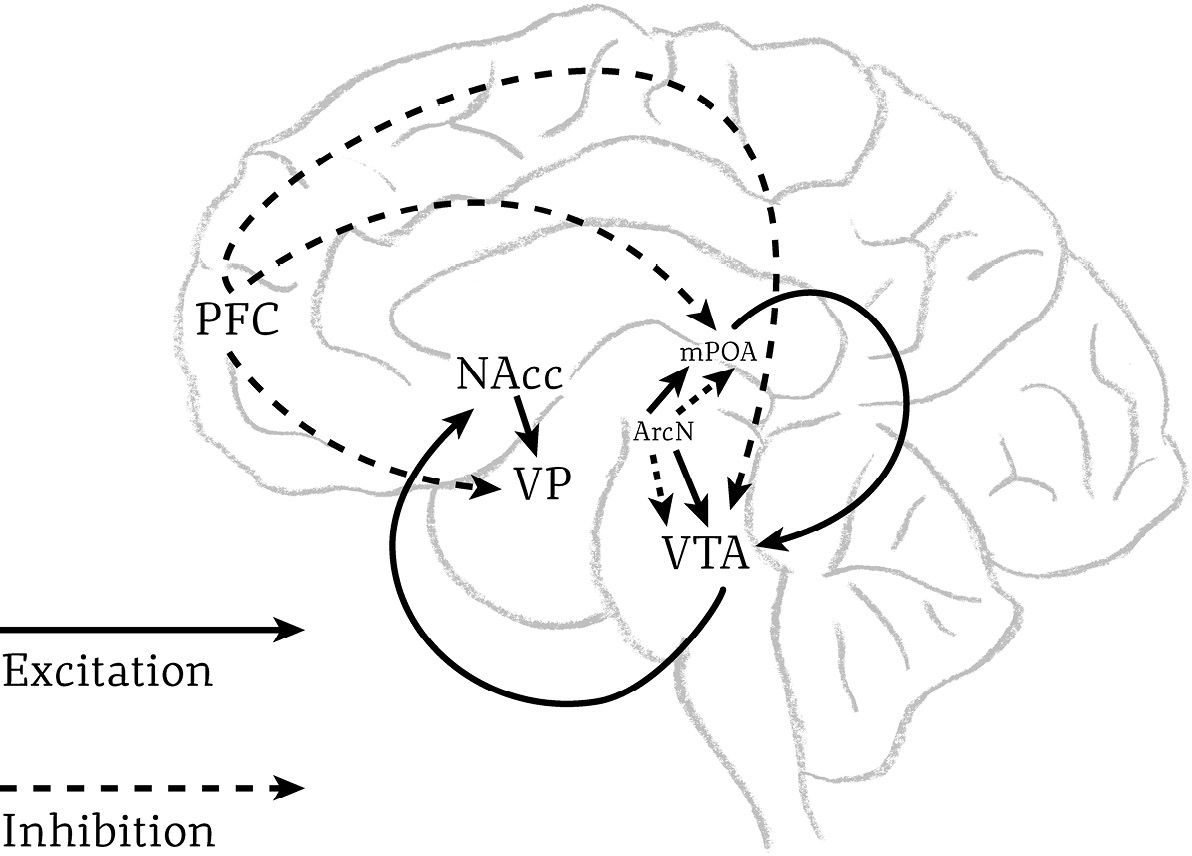 PFC
mPOA
NAcc
ArcN
VP
VTA
Excitation
Inhibition